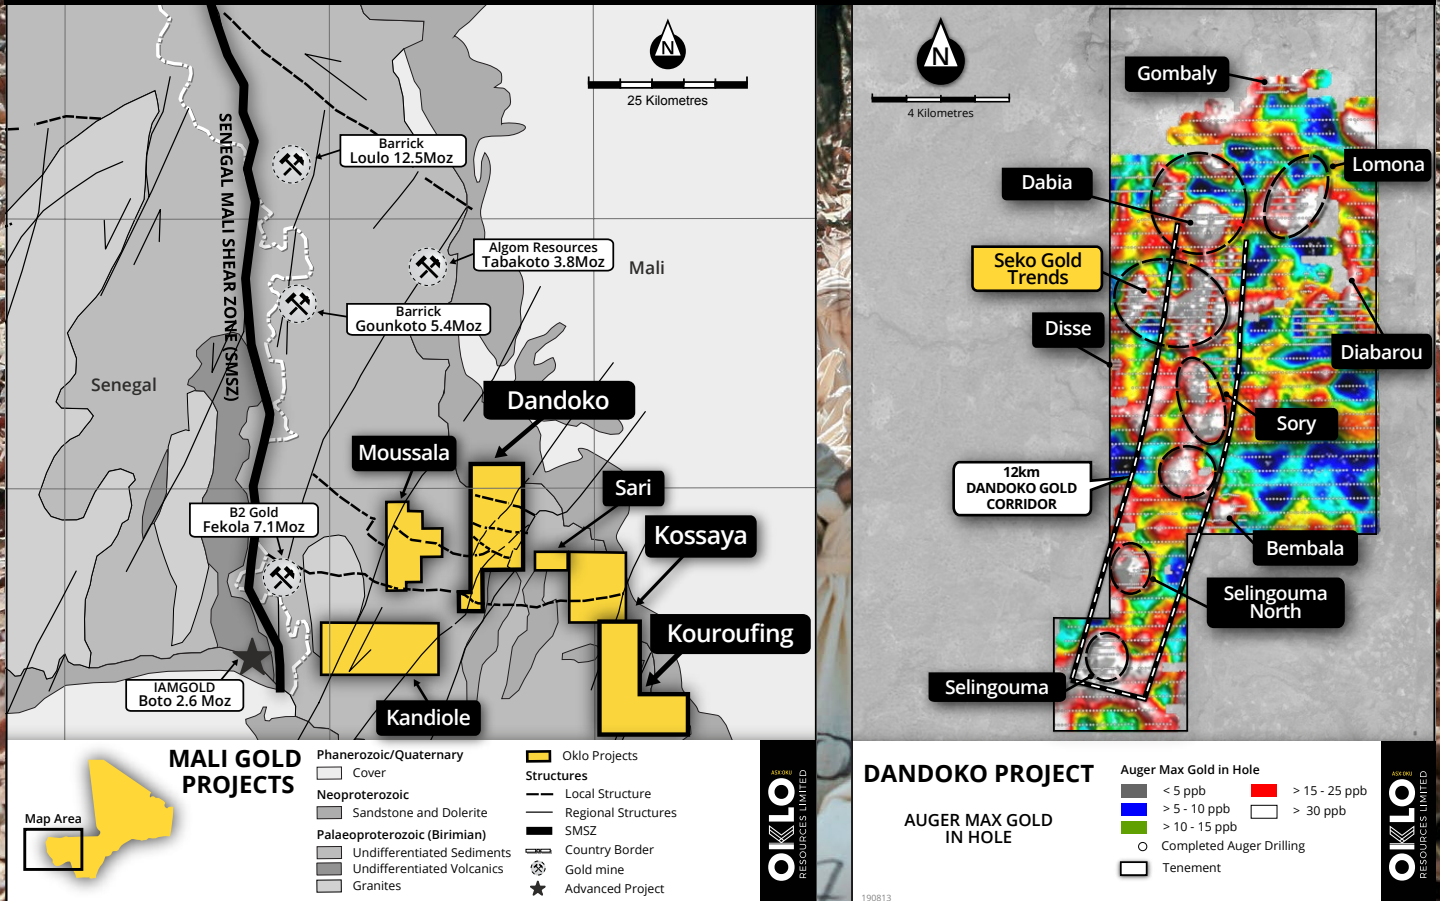 N
25 Kilometres
SENEGAL MALI SHEAR ZONE (SMSZ)
Barrick
Loulo 12.5Moz
Algom Resources
Tabakoto 3.8Moz
Mali
Barrick
Gounkoto 5.4Moz
Senegal
Dandoko
Moussala
Sari
B2 Gold
Fekola 7.1Moz
Kossaya
Kouroufing
IAMGOLD
Boto 2.6 Moz
Kandiole
MALI GOLD
PROJECTS
Map Area
Phanerozoic/Quaternary
Cover
Neoproterozoic
Sandstone and Dolerite
Palaeoproterozoic (Birimian)
Undifferentiated Sediments
Undifferentiated Volcanics
Granites
Oklo Projects
Structures
Local Structure
Regional Structures
SMSZ
Country Border
Gold mine
Advanced Project
ASX:OKU
OKLO
RESOURCES LIMITED
N
4 Kilometres
Gombaly
Lomona
Dabia
Seko Gold
Trends
Disse
Diabarou
Sory
12km
DANDOKO GOLD
CORRIDOR
Bembala
Selingouma
North
Selingouma
DANDOKO PROJECT
AUGER MAX GOLD
IN HOLE
190813
Auger Max Gold in Hole
< 5 ppb
> 5 - 10 ppb
> 10 - 15 ppb
> 15 - 25 ppb
> 30 ppb
Completed Auger Drilling
Tenement
ASX:OKU
OKLO
RESOURCES LIMITED